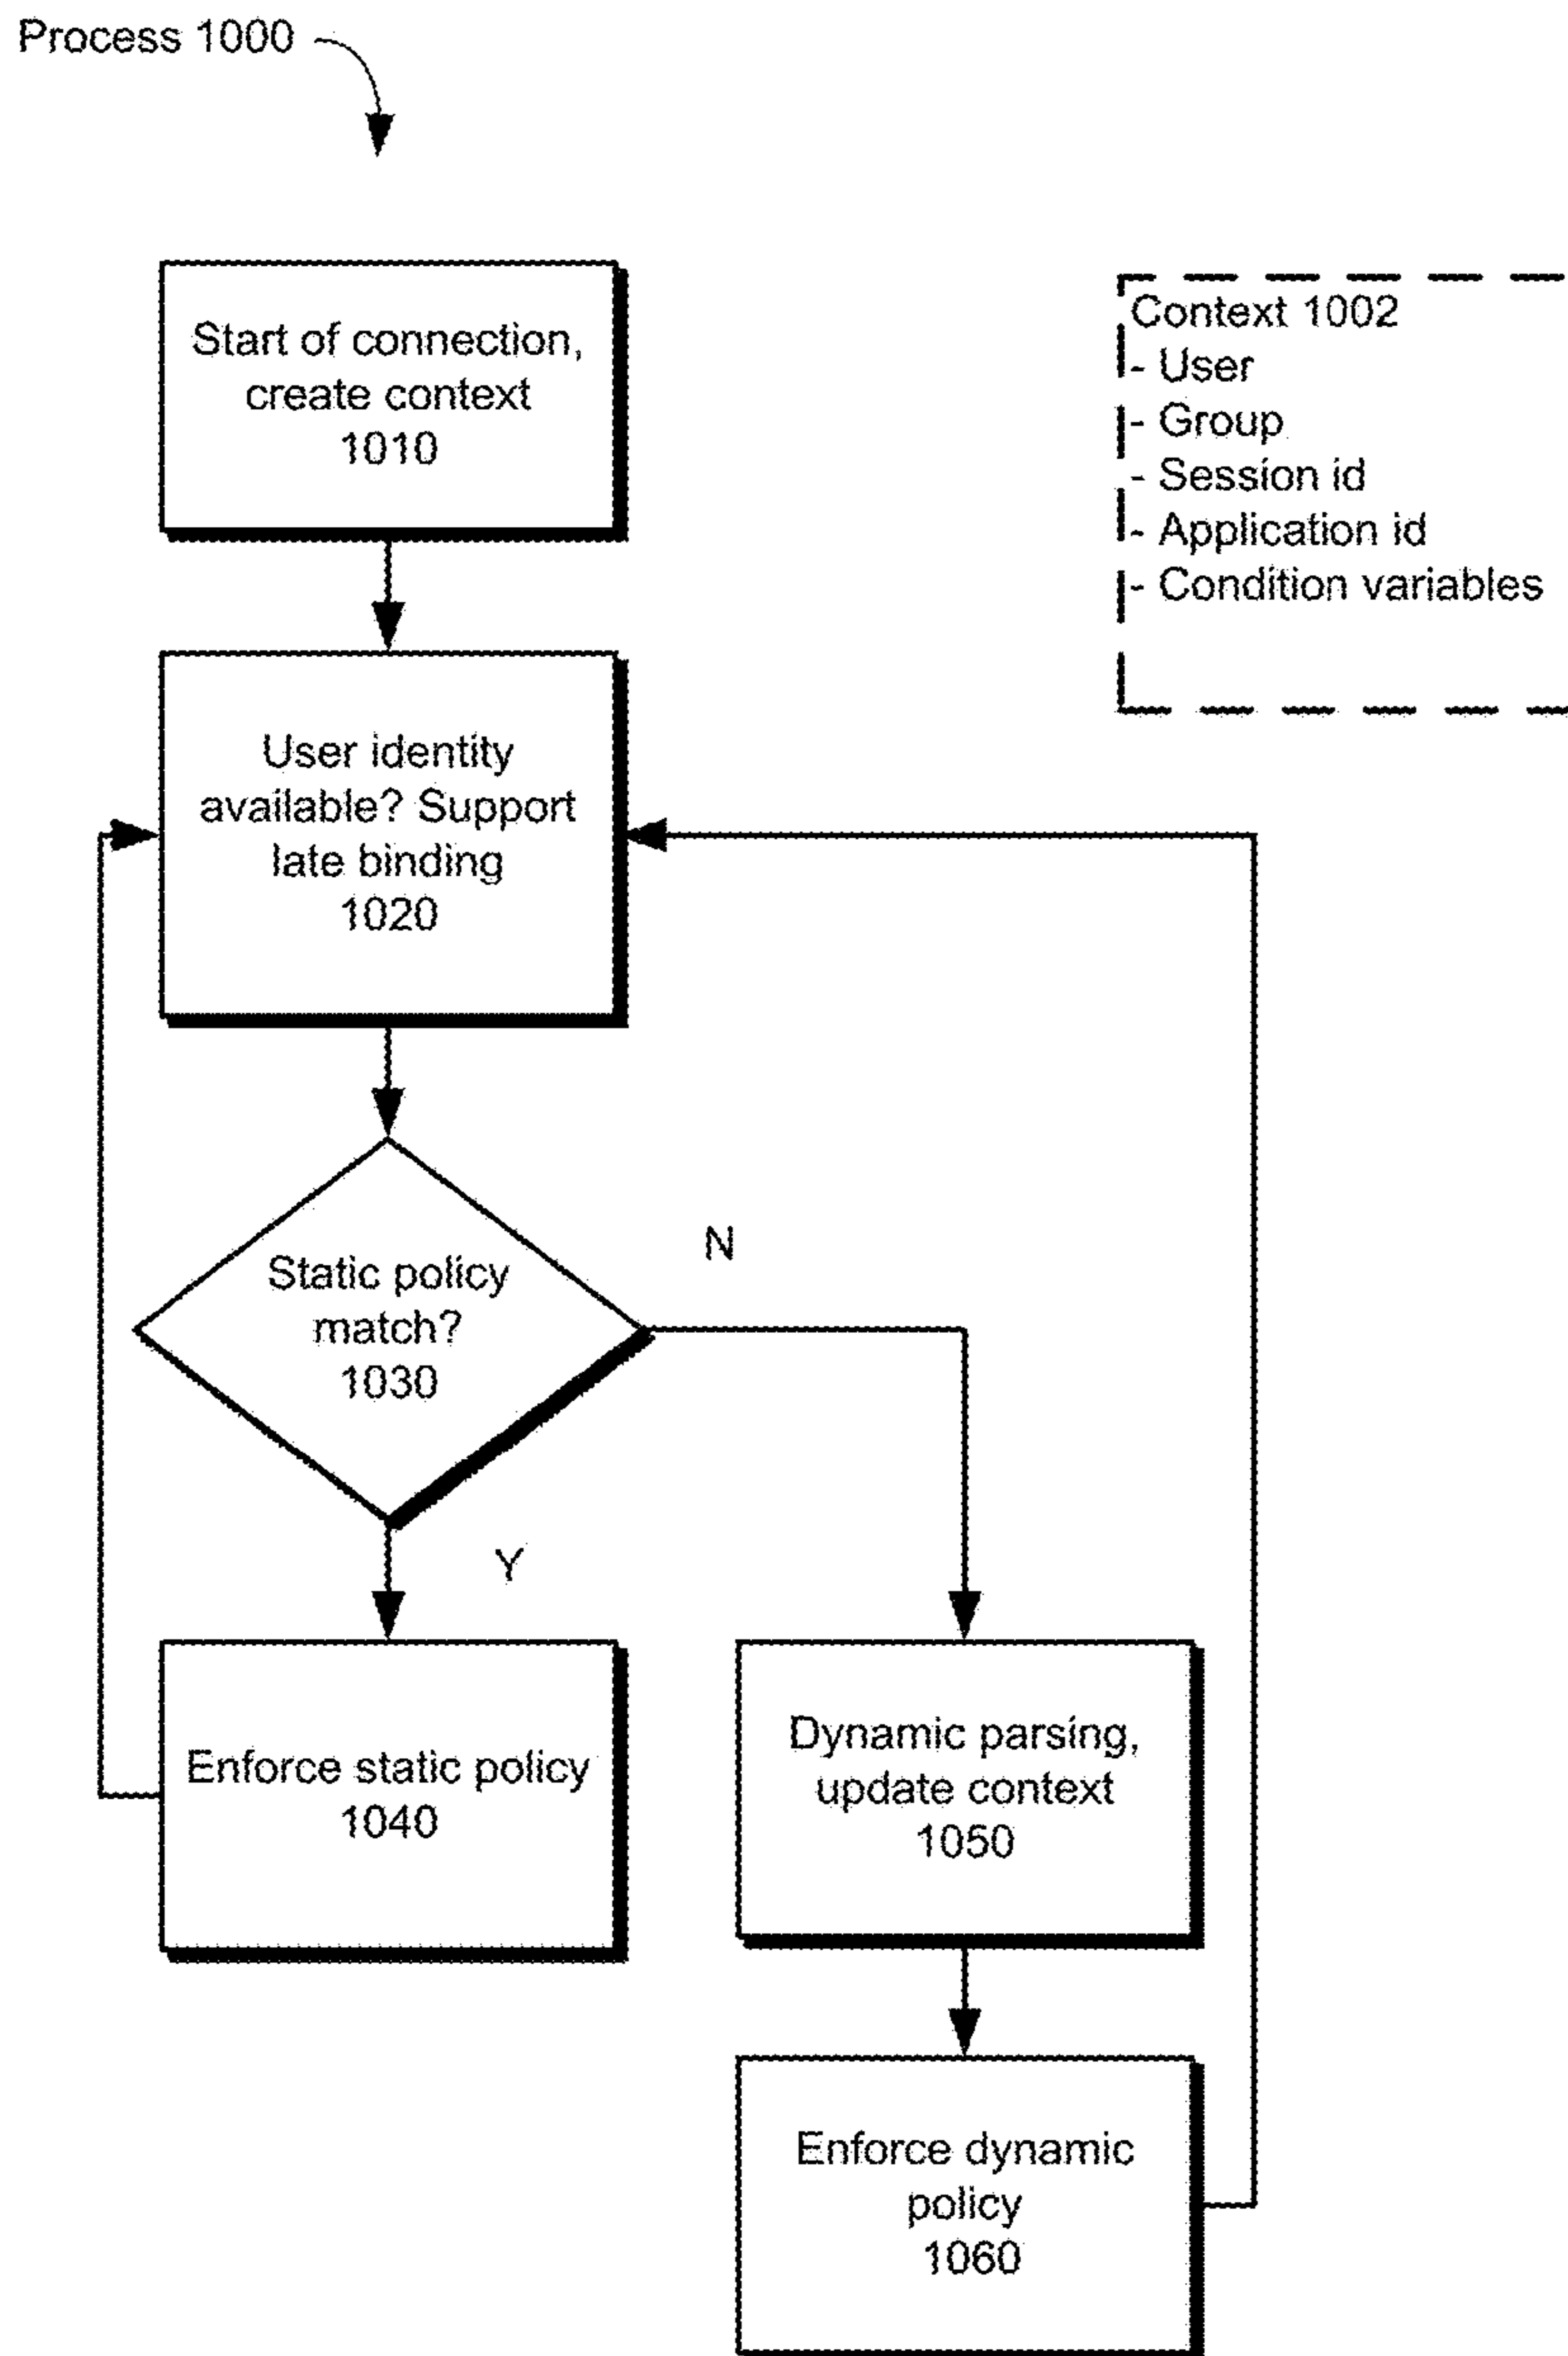 Process 1000
Start of connection,
create context
1010
Context 1002
- User
- Group
- Session id
- Application id
- Condition variables
User identity
available? Support
late binding
1020
Static policy
match?
1030
N
Y
Enforce static policy
1040
Dynamic parsing,
update context
1050
Enforce dynamic
policy
1060